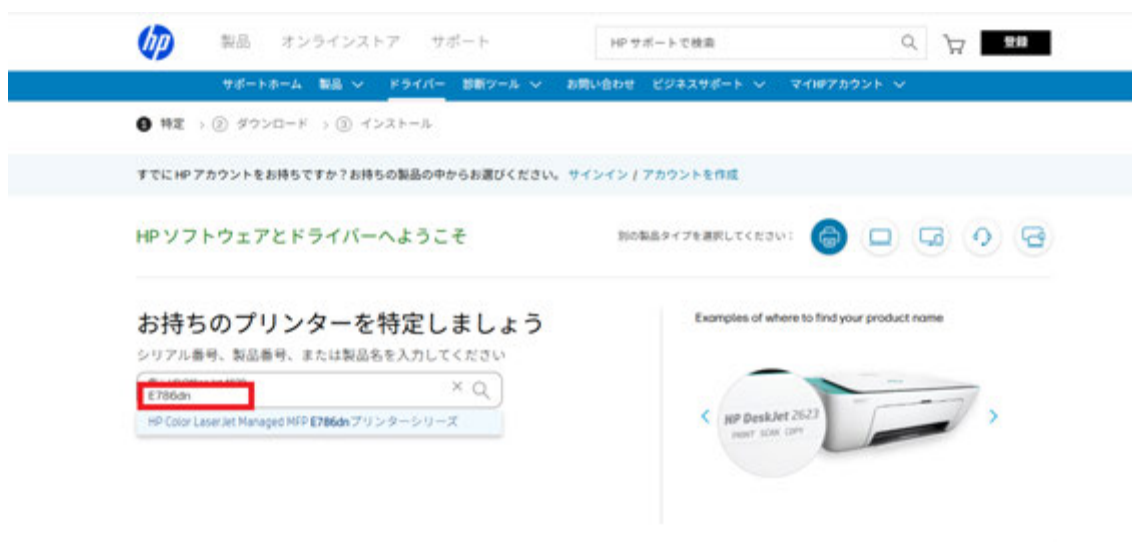 hp 製品 オンラインストア サポート HP サポートで検索 登録
サポートホーム 製品 ドライバー 診断ツール お問い合わせ ビジネスサポート マイHPアカウント
1 特定 > 2 ダウンロード > 3 インストール
すでに HP アカウントをお持ちですか？お持ちの製品の中からお選びください。 サインイン / アカウントを作成
HP ソフトウェアとドライバーへようこそ 別の製品タイプを選択してください：
お持ちのプリンターを特定しましょう
シリアル番号、製品番号、または製品名を入力してください
E786dn
HP Color LaserJet Managed MFP E786dnプリンターシリーズ
Examples of where to find your product name
HP DeskJet 2623
PRINT SCAN COPY